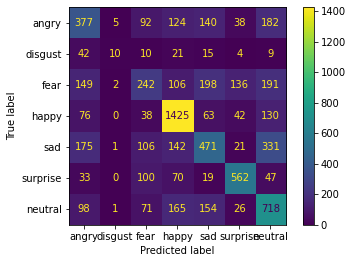 angry 377 5 92 124 140 38 182
disgust 42 10 10 21 15 4 9
fear 149 2 242 106 198 136 191
happy 76 0 38 1425 63 42 130
sad 175 1 106 142 471 21 331
surprise 33 0 100 70 19 562 47
neutral 98 1 71 165 154 26 718
angry disgust fear happy sad surprise neutral
Predicted label
True label
1400
1200
1000
800
600
400
200
0